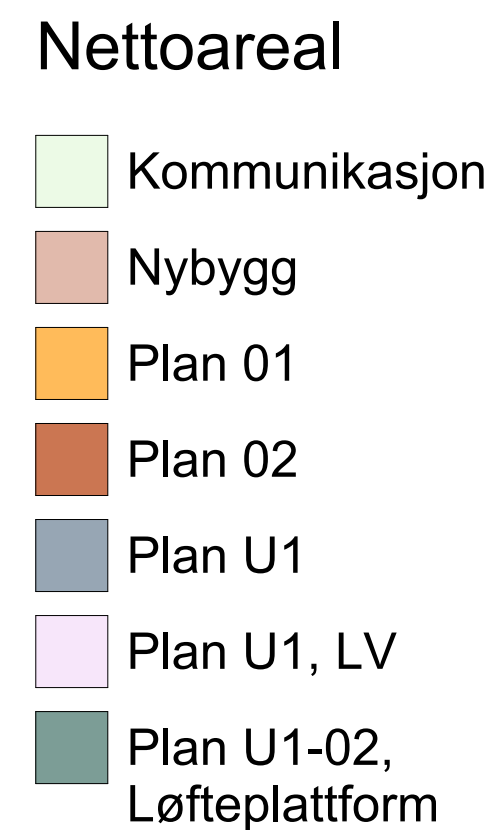 Nettoareal
Kommunikasjon
Nybygg
Plan 01
Plan 02
Plan U1
Plan U1, LV
Plan U1-02,
Løfteplattform